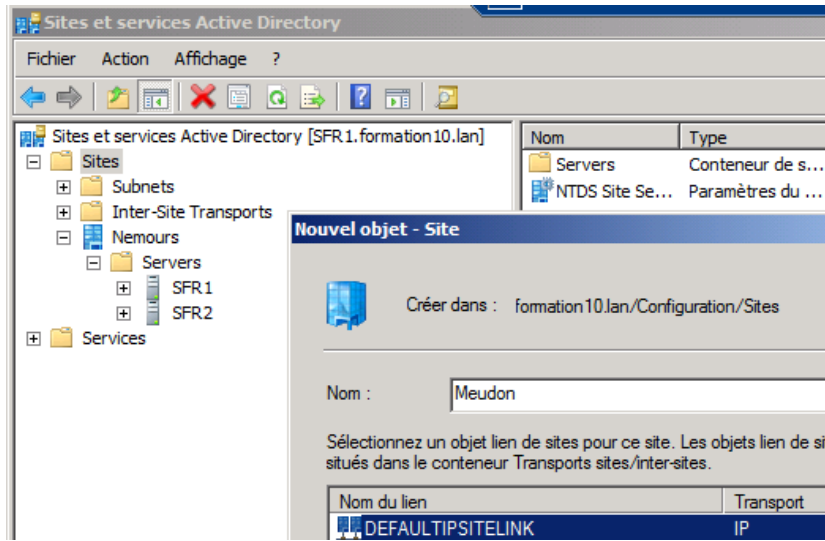 Sites et services Active Directory
Fichier Action Affichage ?
Sites et services Active Directory [SFR1.formation10.lan]
Sites
Subnets
Inter-Site Transports
Nemours
Servers
SFR1
SFR2
Services
Nom Type
Servers Conteneur de s...
NTDS Site Se... Paramètres du ...
Nouvel objet - Site
Créer dans : formation10.lan/Configuration/Sites
Nom : Meudon
Sélectionnez un objet lien de sites pour ce site. Les objets lien de si
situés dans le conteneur Transports sites/inter-sites.
Nom du lien Transport
DEFAULTIPSITELINK IP